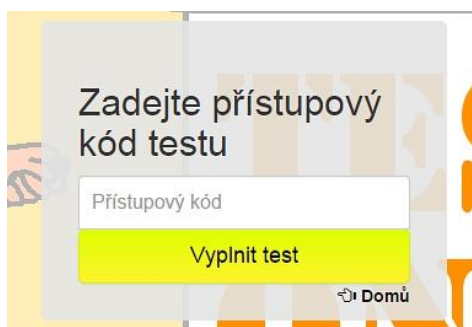 Zadejte přístupový
kód testu
Přístupový kód
Vyplnit test
Domů